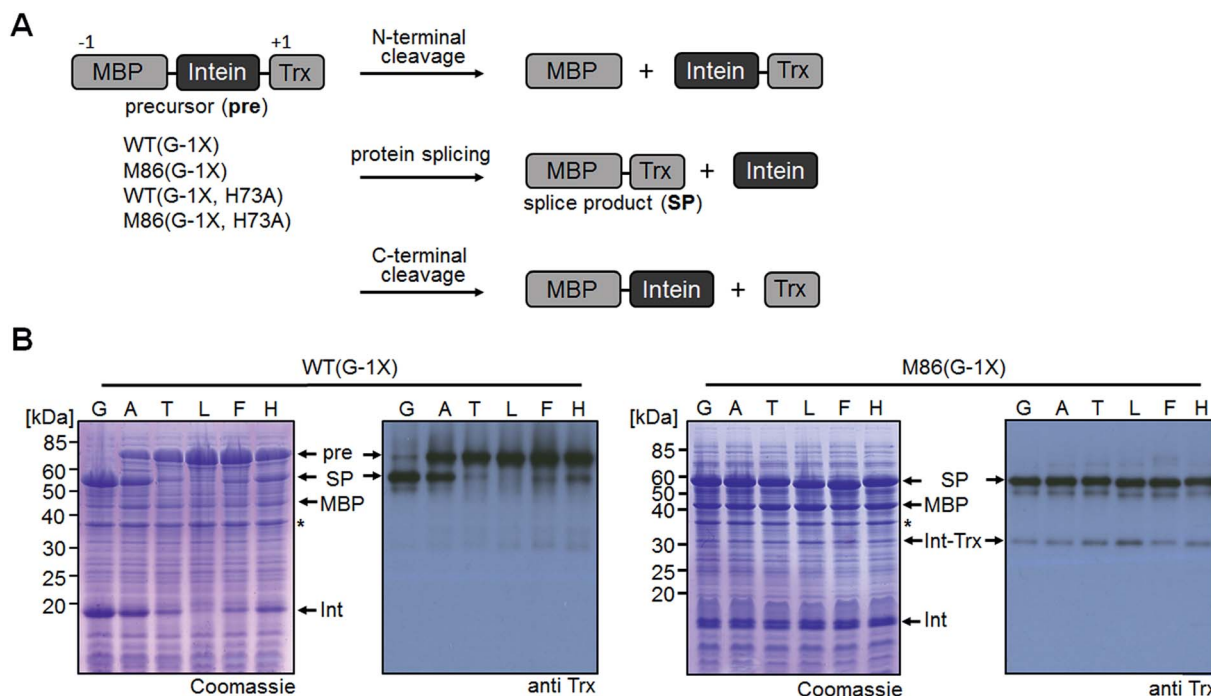 A
-1
+1
MBP
Intein
Trx
precursor (pre)
WT(G-1X)
M86(G-1X)
WT(G-1X, H73A)
M86(G-1X, H73A)
N-terminal
cleavage
MBP
+
Intein
Trx
protein splicing
MBP
Trx
+
Intein
splice product (SP)
C-terminal
cleavage
MBP
Intein
+
Trx
B
WT(G-1X)
[kDa] G A T L F H
85
60
50
40
30
25
20
pre
SP
MBP
*
Int
Coomassie
G A T L F H
anti Trx
M86(G-1X)
[kDa] G A T L F H
85
60
50
40
30
25
20
SP
MBP
*
Int-Trx
Int
Coomassie
G A T L F H
anti Trx